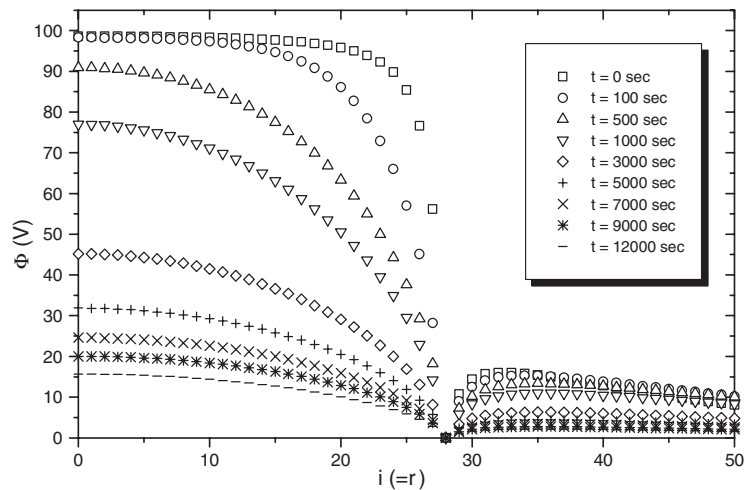 100
90
80
70
60
50
40
30
20
10
0
Φ (V)
0 10 20 30 40 50
i (=r)
t = 0 sec
t = 100 sec
t = 500 sec
t = 1000 sec
t = 3000 sec
t = 5000 sec
t = 7000 sec
t = 9000 sec
t = 12000 sec